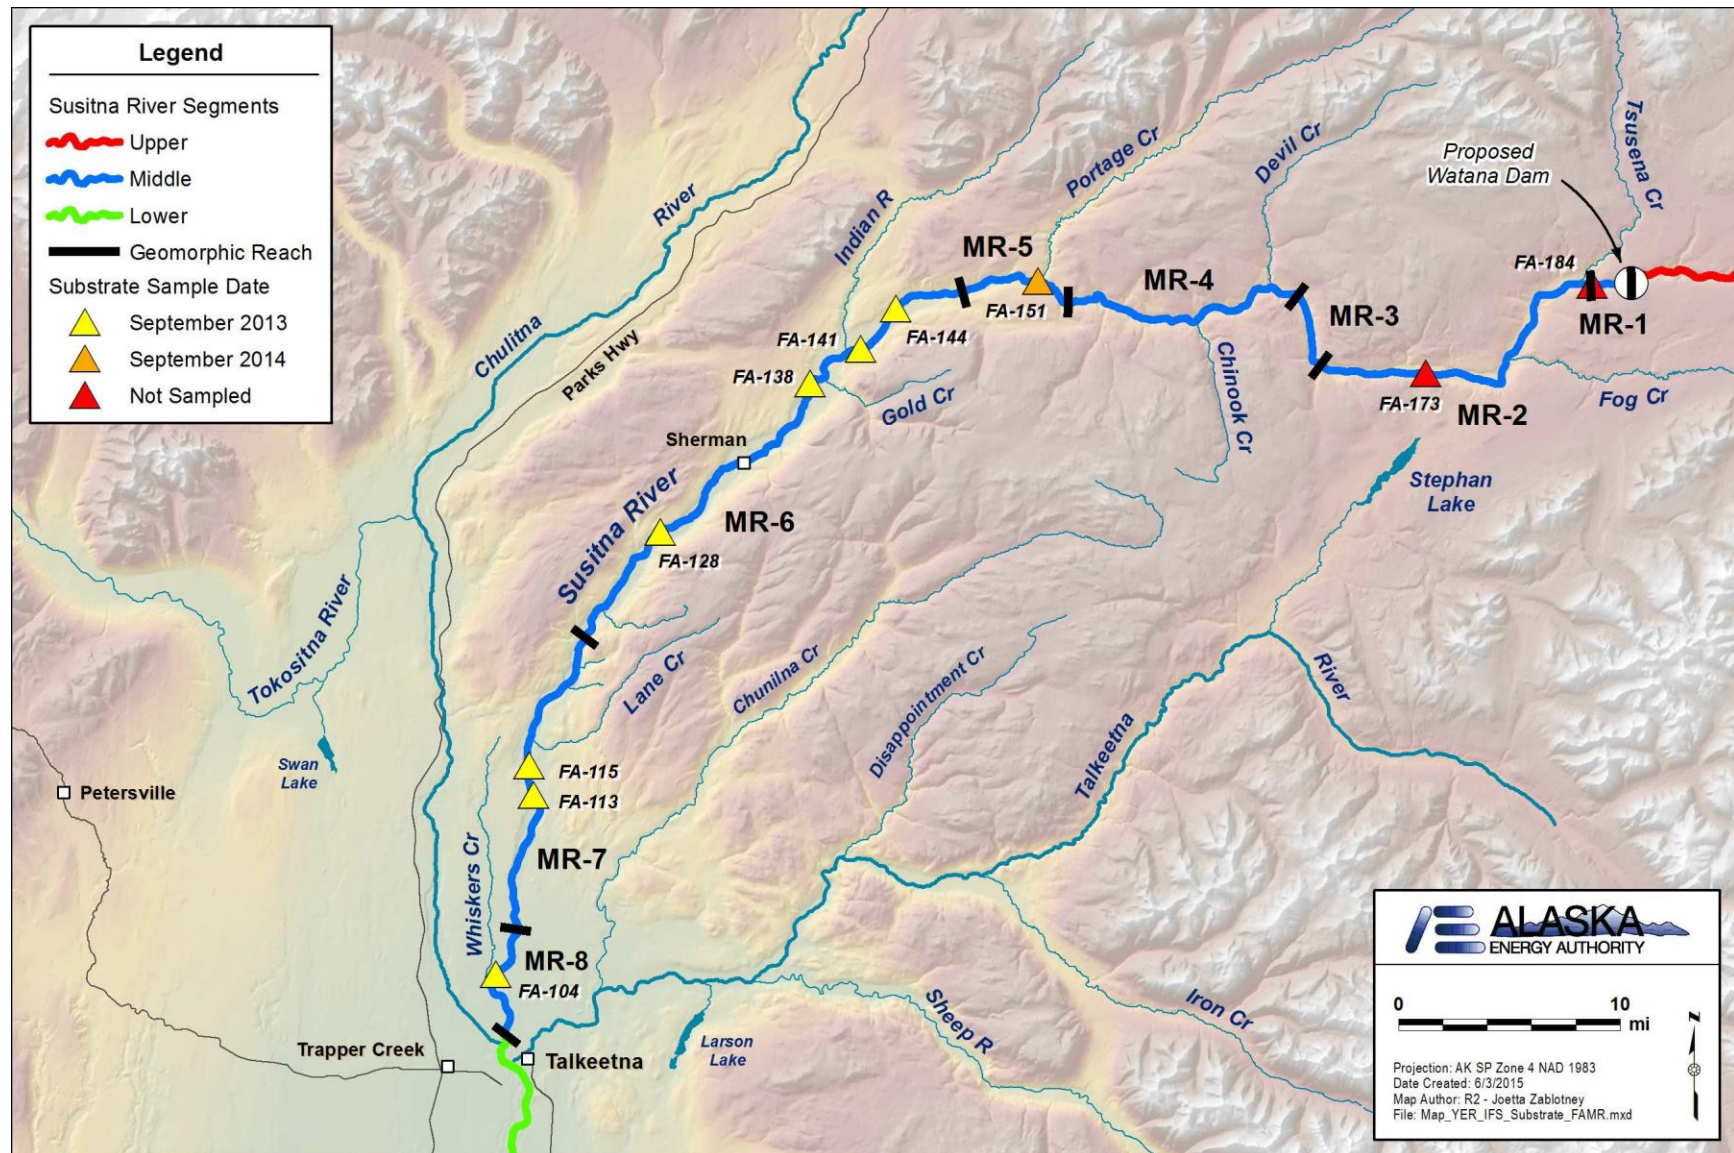 Legend
Susitna River Segments
Upper
Middle
Lower
Geomorphic Reach
Substrate Sample Date
September 2013
September 2014
Not Sampled
Chulitna
River
Parks Hwy
Indian R
Portage Cr
Devil Cr
Tsusena Cr
Proposed
Watana Dam
MR-5
MR-4
FA-184
FA-151
MR-3
MR-1
FA-141
FA-144
FA-138
Gold Cr
Chinook Cr
FA-173
MR-2
Fog Cr
Sherman
Stephan
Lake
Susitna River
MR-6
FA-128
Tokositna River
Lane Cr
Chunilna Cr
Disappointment Cr
River
Talkeetna
Swan
Lake
Petersville
FA-115
FA-113
Whiskers Cr
MR-7
MR-8
FA-104
Sheep R
Iron Cr
Larson
Lake
Trapper Creek
Talkeetna
ALASKA
ENERGY AUTHORITY
0 10
mi
N
Projection: AK SP Zone 4 NAD 1983
Date Created: 6/3/2015
Map Author: R2 - Joetta Zablotney
File: Map_YER_IFS_Substrate_FAMR.mxd